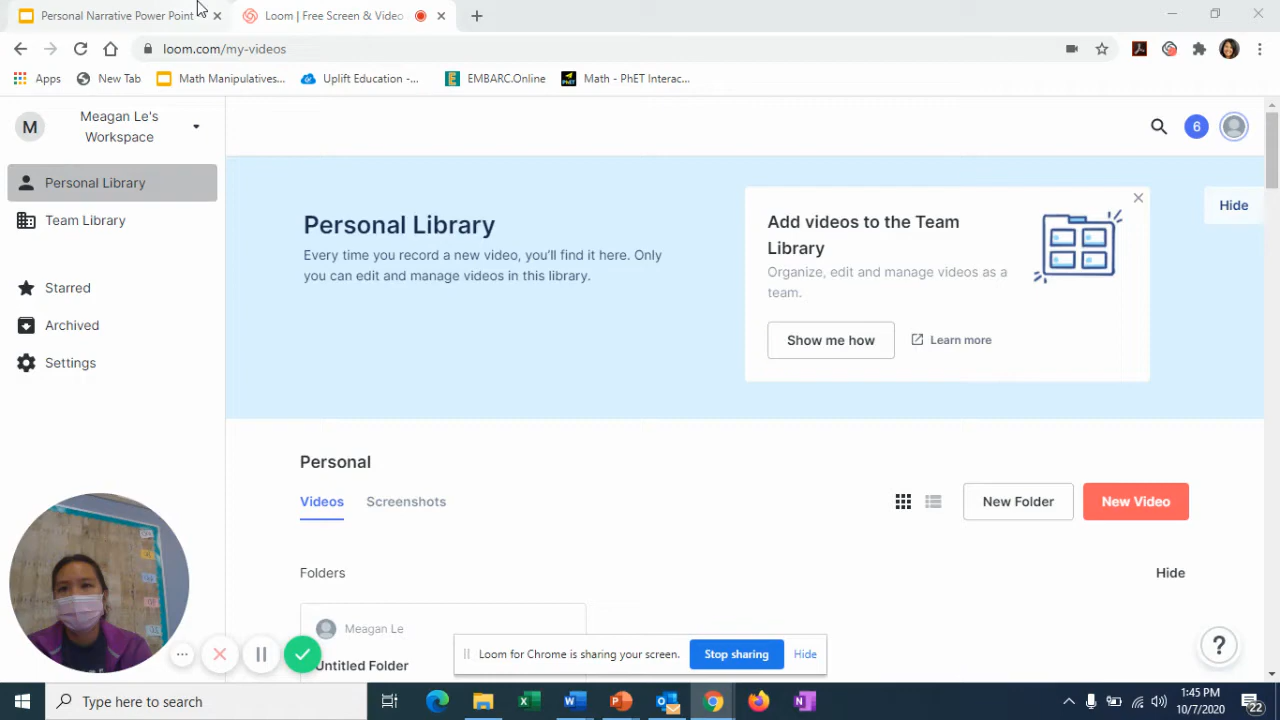 Personal Narrative Power Point
Loom | Free Screen & Video
loom.com/my-videos
Apps
New Tab
Math Manipulatives...
Uplift Education -...
EMBARC.Online
Math - PhET Interac...
M
Meagan Le's
Workspace
6
Personal Library
Team Library
Starred
Archived
Settings
Personal Library
Every time you record a new video, you'll find it here. Only
you can edit and manage videos in this library.
Add videos to the Team
Library
Organize, edit and manage videos as a
team.
Show me how
Learn more
Hide
Personal
Videos
Screenshots
New Folder
New Video
Folders
Hide
Meagan Le
Untitled Folder
Loom for Chrome is sharing your screen.
Stop sharing
Hide
?
Type here to search
1:45 PM
10/7/2020
22